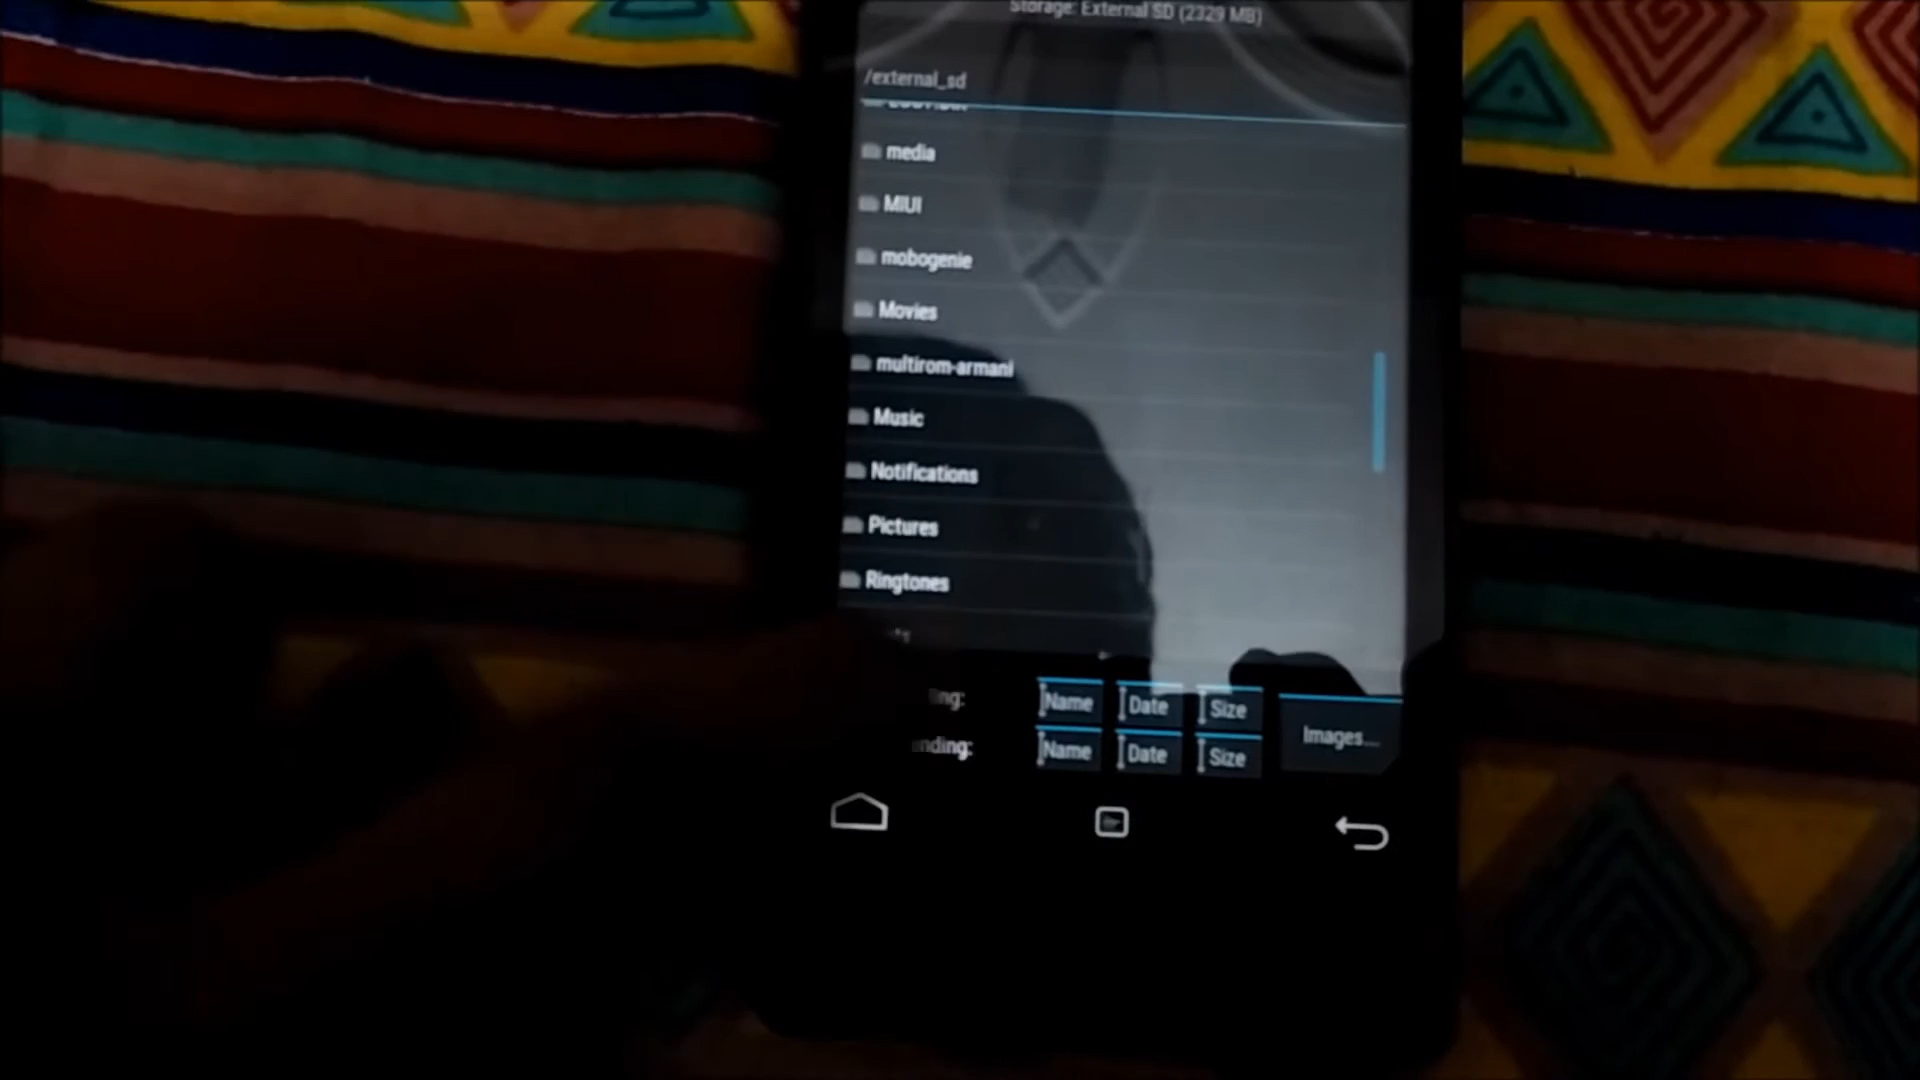 Storage: External SD (2329 MB)
/external_sd
media
MIUI
mobogenie
Movies
multirom-armani
Music
Notifications
Pictures
Ringtones
Name Date Size
Name Date Size
Images...